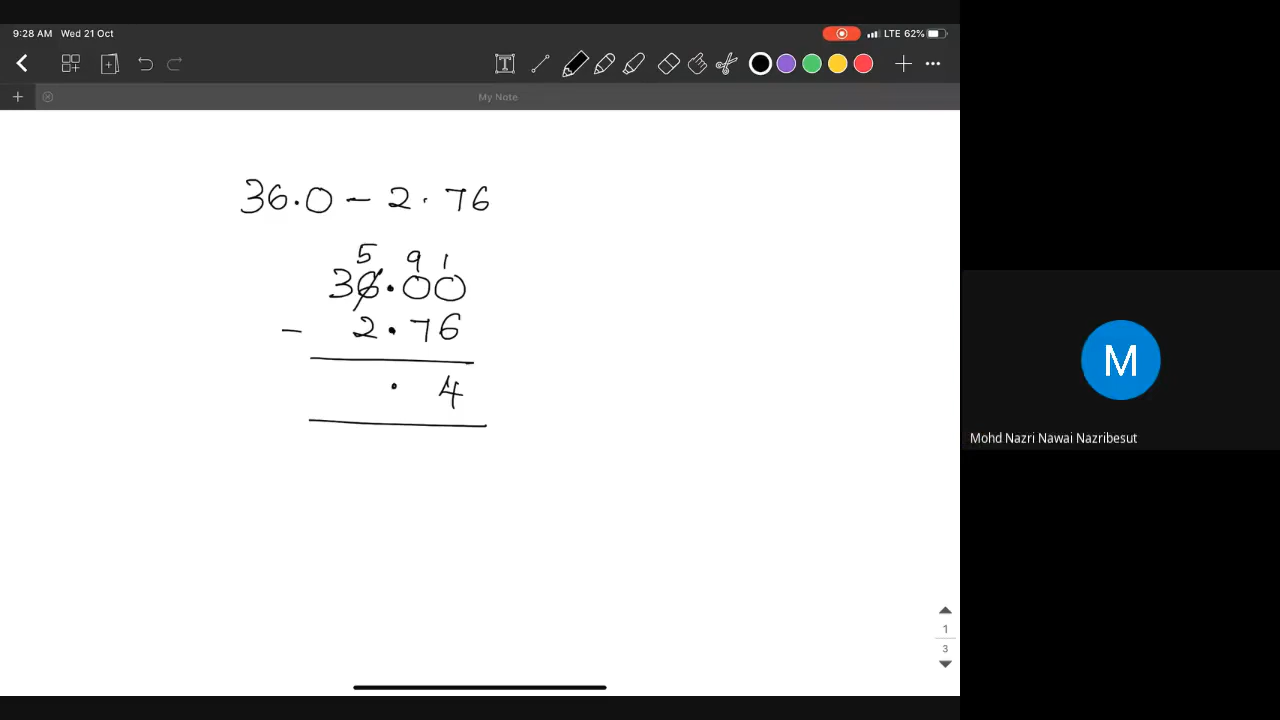 9:28 AM Wed 21 Oct
LTE 62%
T
My Note
36.0 - 2.76
5 9 1
36.00
- 2.76
. 4
M
Mohd Nazri Nawai Nazribesut
1
3